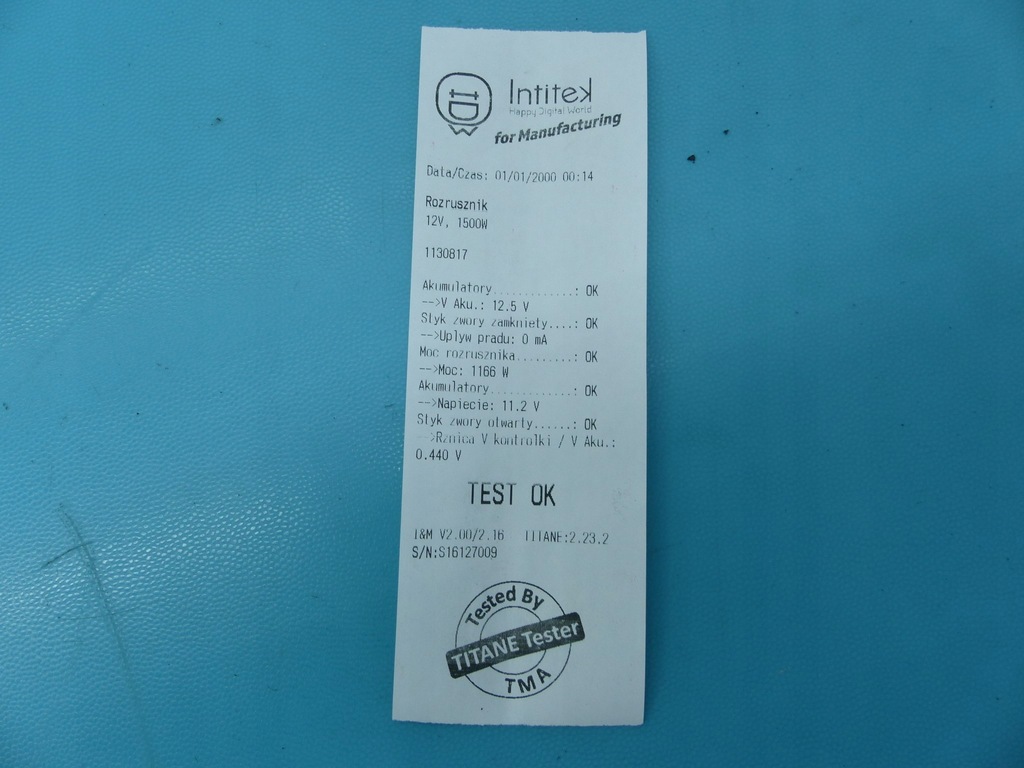 Intitek
Happy Digital World
for Manufacturing
Data/Czas: 01/01/2000 00:14
Rozrusznik
12V, 1500W
1130817
Akumulatory.............: OK
-->V Aku.: 12.5 V
Styk zwory zamkniety....: OK
-->Uplyw pradu: 0 mA
Moc rozrusznika.........: OK
-->Moc: 1166 W
Akumulatory.............: OK
-->Napiecie: 11.2 V
Styk zwory otwarty......: OK
-->Rznica V kontrolki / V Aku.:
0.440 V
TEST OK
I&M V2.00/2.16 TITANE:2.23.2
S/N:S16127009
Tested By
TITANE Tester
TMA